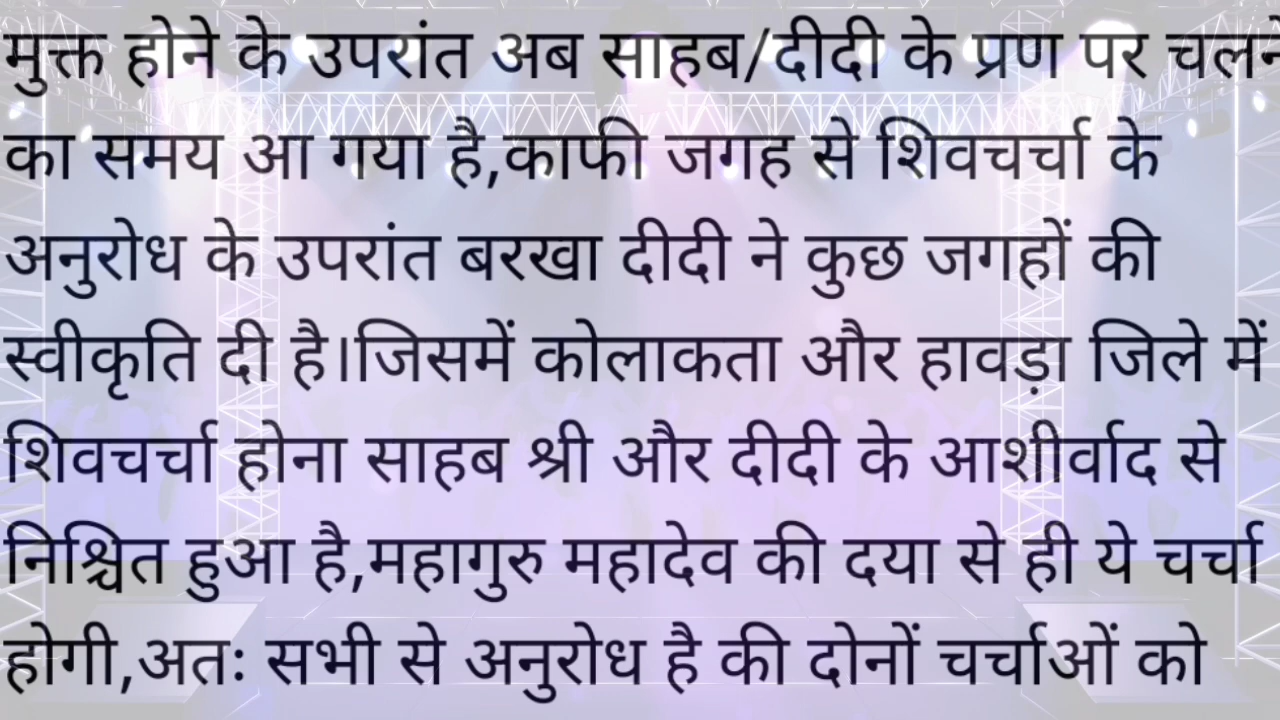 मुक्त होने के उपरांत अब साहब/दीदी के प्रण पर चलने
का समय आ गया है,काफी जगह से शिवचर्चा के
अनुरोध के उपरांत बरखा दीदी ने कुछ जगहों की
स्वीकृति दी है।जिसमें कोलाकता और हावड़ा जिले में
शिवचर्चा होना साहब श्री और दीदी के आशीर्वाद से
निश्चित हुआ है,महागुरु महादेव की दया से ही ये चर्चा
होगी,अतः सभी से अनुरोध है की दोनों चर्चाओं को